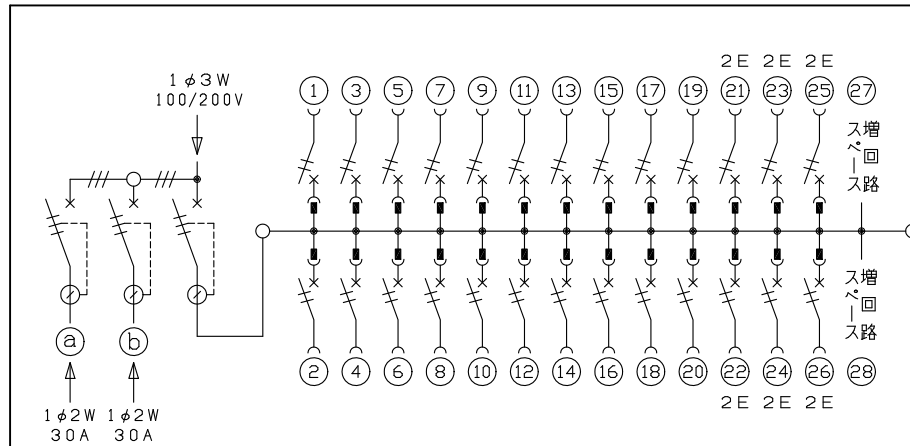 2E 2E 2E
1φ3W
100/200V
① ③ ⑤ ⑦ ⑨ ⑪ ⑬ ⑮ ⑰ ⑲ ㉑ ㉓ ㉕ ㉗
増回路
スペース
ⓐ ⓑ
増回路
スペース
② ④ ⑥ ⑧ ⑩ ⑫ ⑭ ⑯ ⑱ ⑳ ㉒ ㉔ ㉖ ㉘
2E 2E 2E
1φ2W 1φ2W
30A 30A